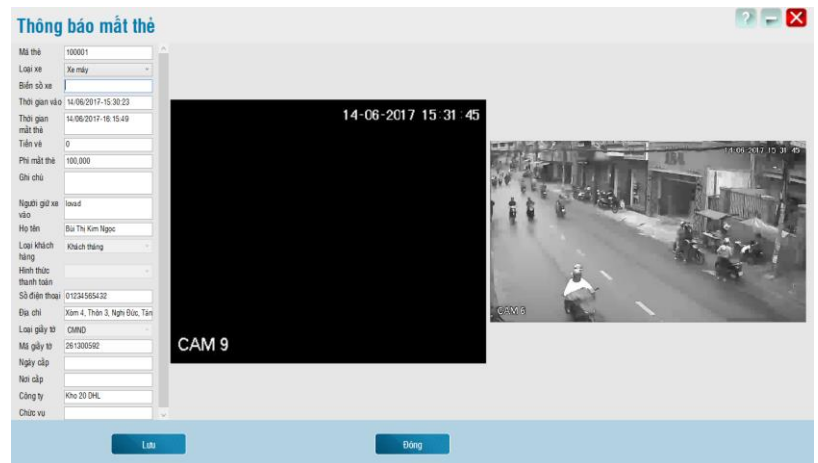 Thông báo mất thẻ
Mã thẻ 100001
Loại xe Xe máy
Biển số xe
Thời gian vào 14/06/2017-15:30:23
Thời gian mất thẻ 14/06/2017-16:15:49
Tiền vé 0
Phí mất thẻ 100,000
Ghi chú
Người giữ xe vào lovad
Họ tên Bùi Thị Kim Ngọc
Loại khách hàng Khách tháng
Hình thức thanh toán
Số điện thoại 01234565432
Địa chỉ Xóm 4, Thôn 3, Nghị Đức, Tán
Loại giấy tờ CMND
Mã giấy tờ 261300592
Ngày cấp
Nơi cấp
Công ty Kho 20 DHL
Chức vụ
14-06-2017 15:31:45
CAM 9
14-06-2017 15:31:45
CAM 6
Lưu
Đóng